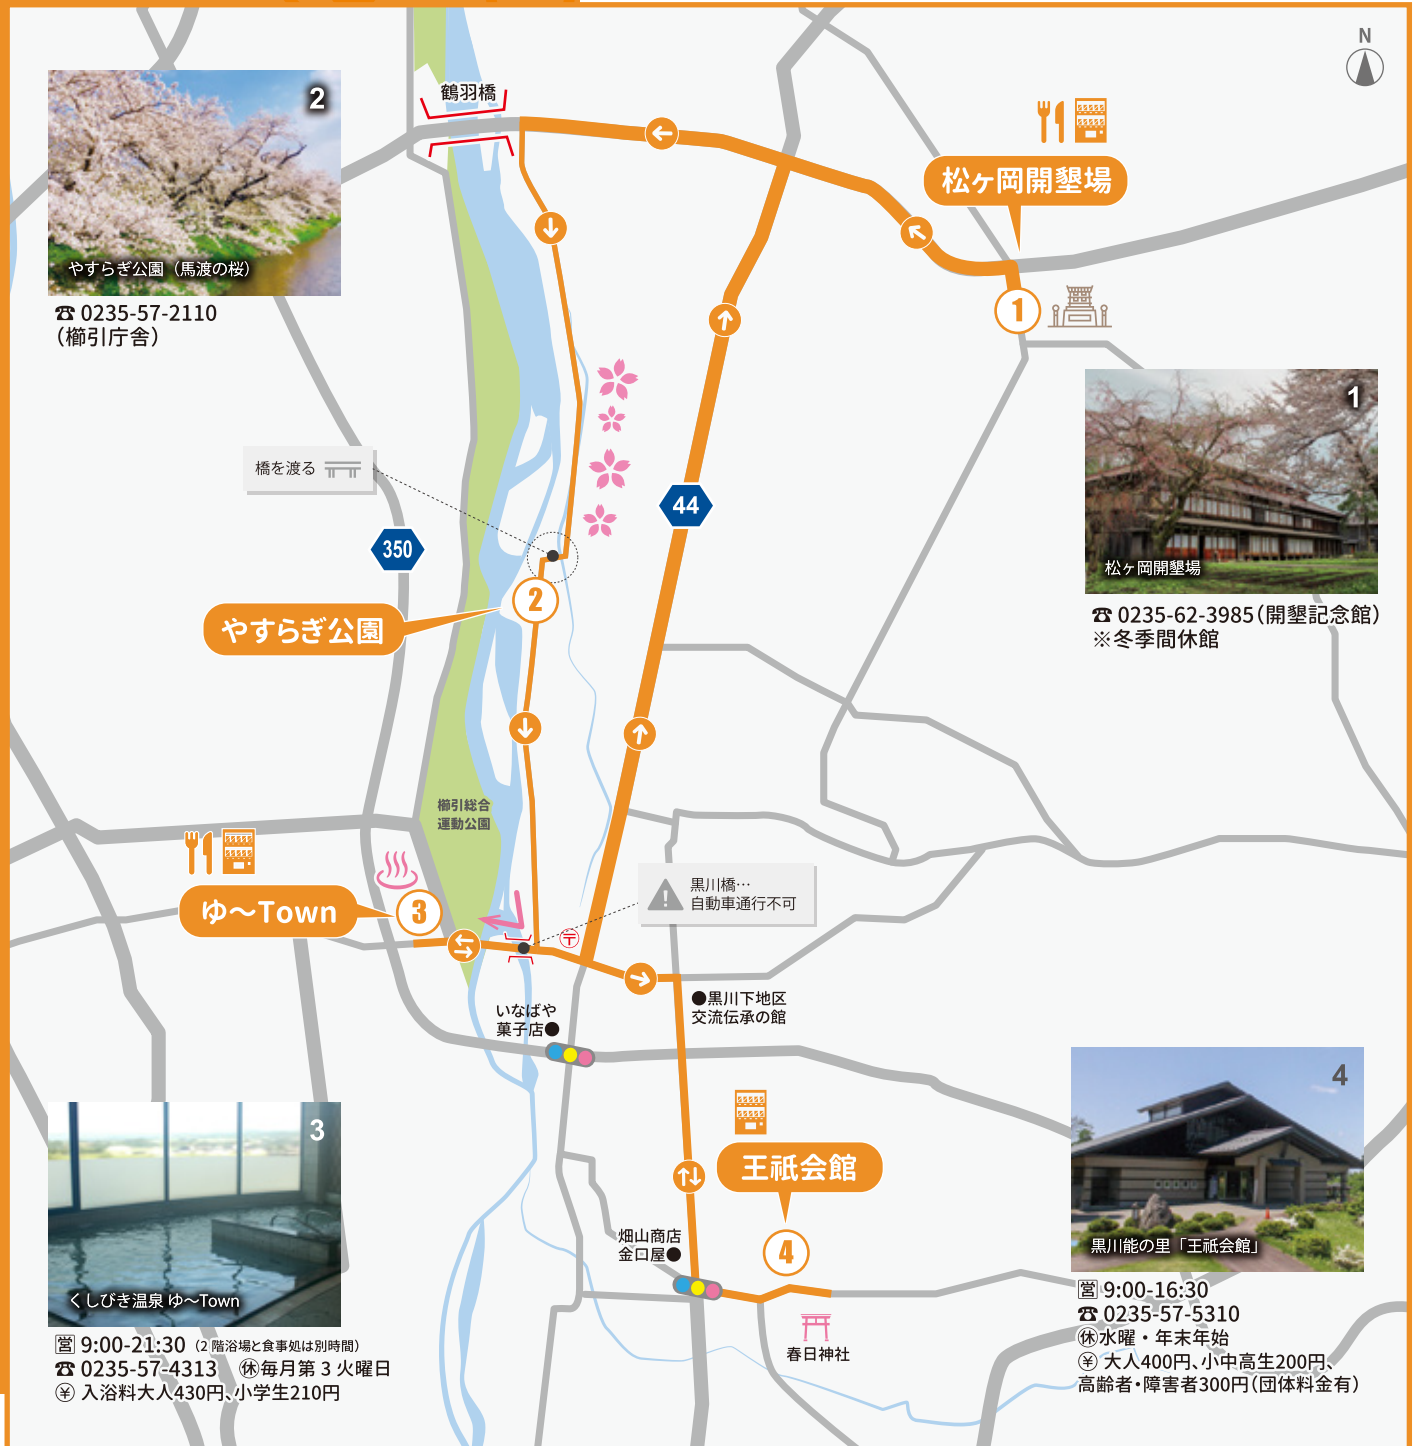 鶴羽橋
N
2
やすらぎ公園（馬渡の桜）
☎ 0235-57-2110
（櫛引庁舎）
松ヶ岡開墾場
1
1
松ヶ岡開墾場
☎ 0235-62-3985（開墾記念館）
※冬季間休館
橋を渡る
350
44
2
やすらぎ公園
櫛引総合
運動公園
ゆ〜Town
3
黒川橋…
自動車通行不可
〒
●黒川下地区
交流伝承の館
いなばや
菓子店●
3
くしびき温泉 ゆ〜Town
営 9:00-21:30（2 階浴場と食事処は別時間）
☎ 0235-57-4313 ㊡毎月第 3 火曜日
¥ 入浴料大人430円、小学生210円
王祇会館
畑山商店
金口屋●
4
春日神社
4
黒川能の里「王祇会館」
営 9:00-16:30
☎ 0235-57-5310
㊡水曜・年末年始
¥ 大人400円、小中高生200円、
高齢者・障害者300円（団体料金有）